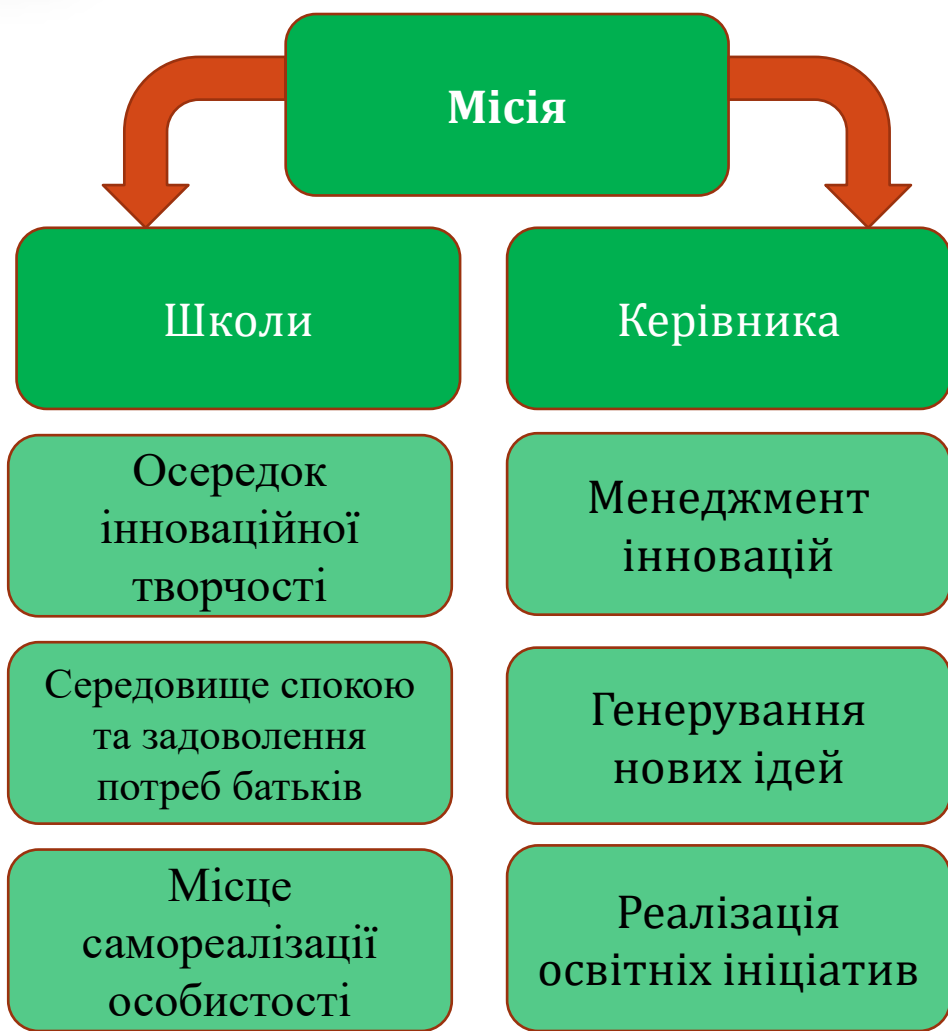 Місія
Школи
Керівника
Осередок
інноваційної
творчості
Менеджмент
інновацій
Середовище спокою
та задоволення
потреб батьків
Генерування
нових ідей
Місце
самореалізації
особистості
Реалізація
освітніх ініціатив